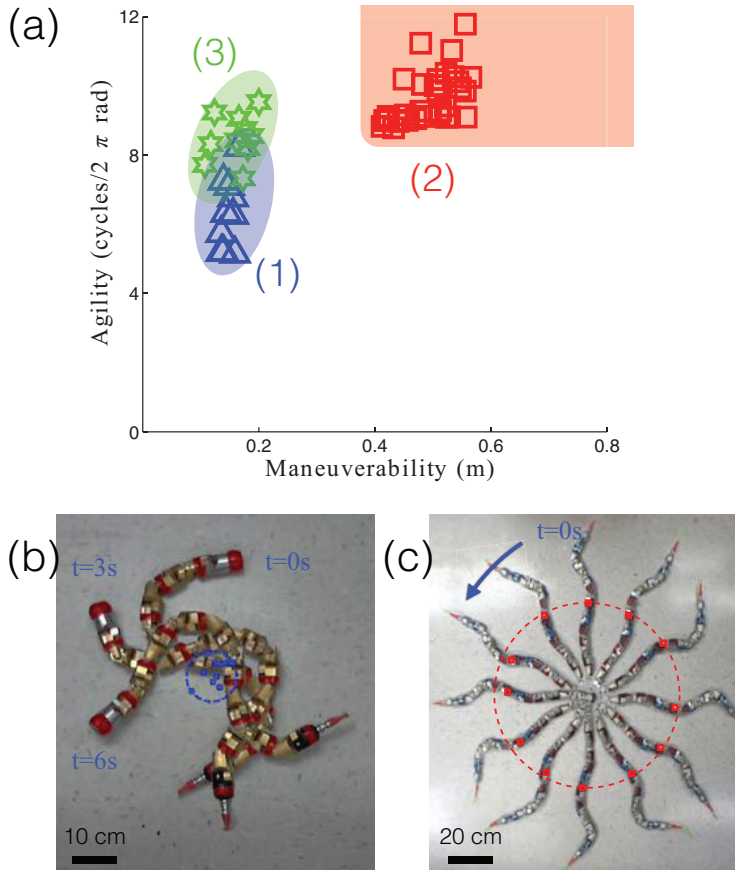 (a)
12
8
4
0
Agility (cycles/2 π rad)
(3)
(2)
(1)
0.2
0.4
0.6
0.8
Maneuverability (m)
(b)
t=0s
t=3s
t=6s
10 cm
(c)
t=0s
20 cm